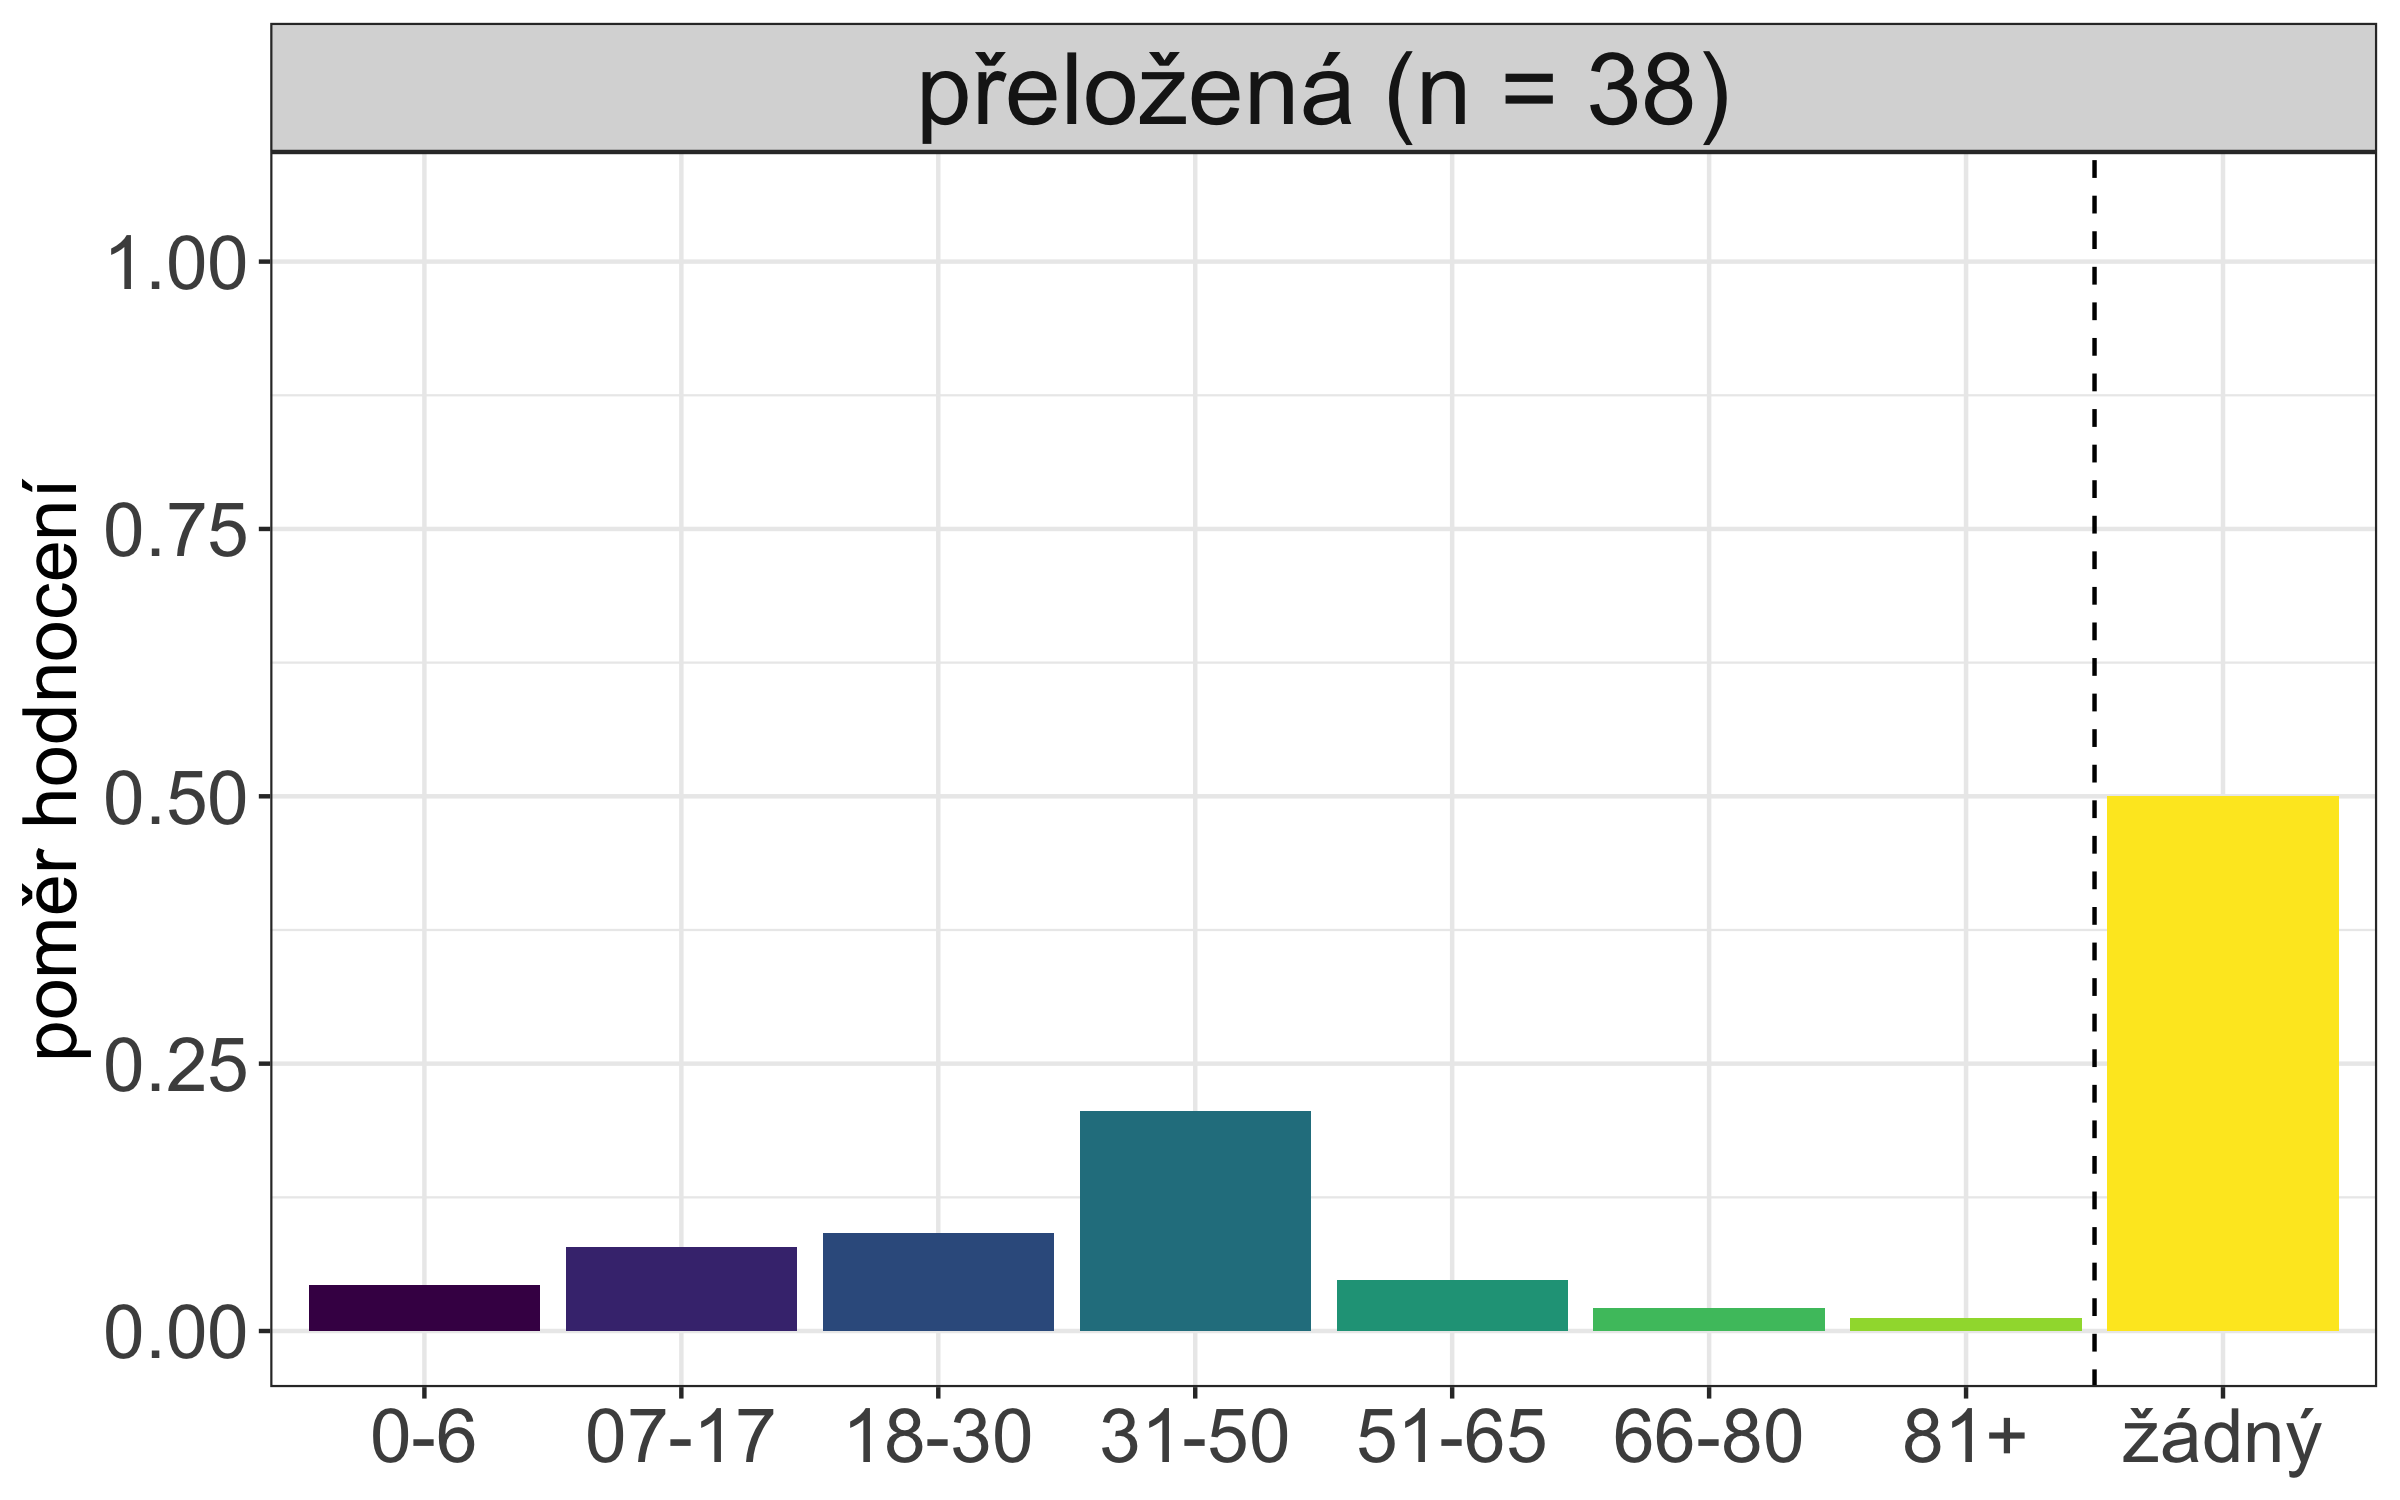 přeložená (n = 38)
poměr hodnocení
1.00
0.75
0.50
0.25
0.00
0-6 07-17 18-30 31-50 51-65 66-80 81+ žádný